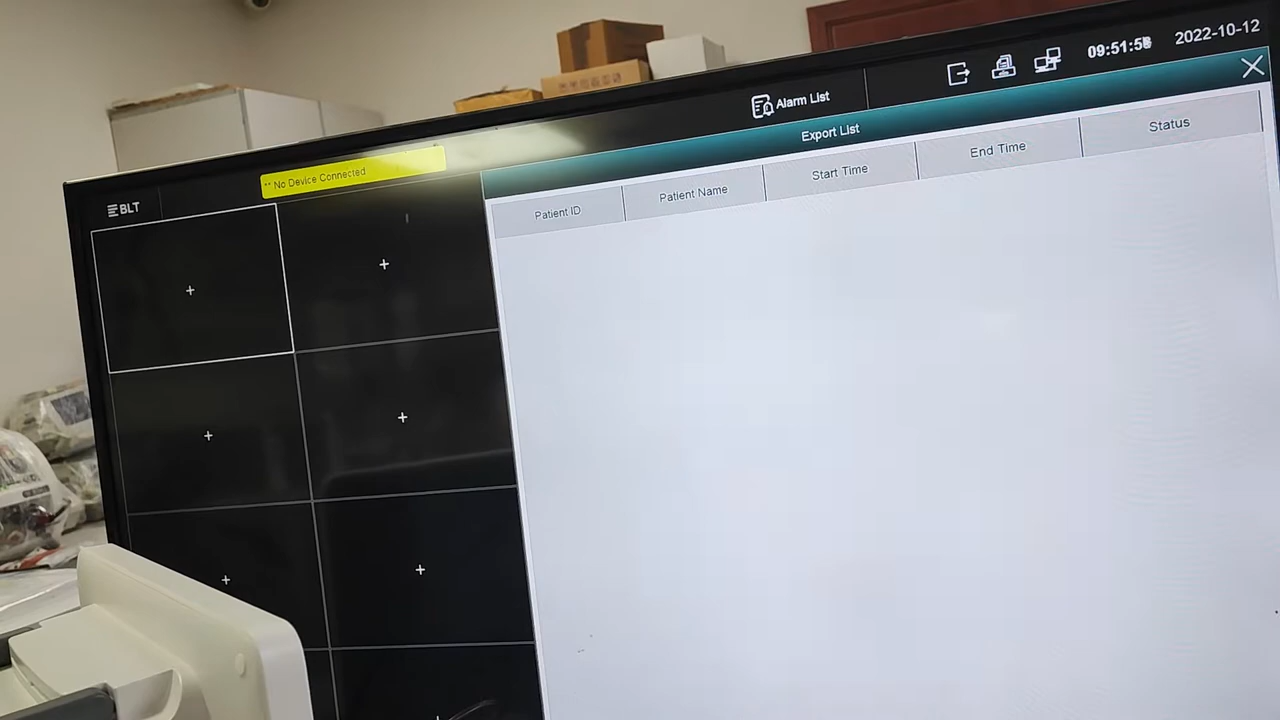 09:51:5
2022-10-12
Alarm List
Export List
** No Device Connected
BLT
Patient ID
Patient Name
Start Time
End Time
Status